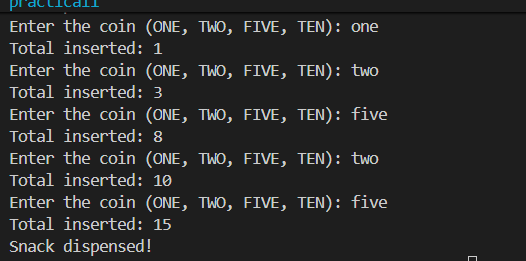 practical1
Enter the coin (ONE, TWO, FIVE, TEN): one
Total inserted: 1
Enter the coin (ONE, TWO, FIVE, TEN): two
Total inserted: 3
Enter the coin (ONE, TWO, FIVE, TEN): five
Total inserted: 8
Enter the coin (ONE, TWO, FIVE, TEN): two
Total inserted: 10
Enter the coin (ONE, TWO, FIVE, TEN): five
Total inserted: 15
Snack dispensed!